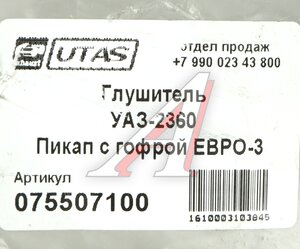 UTAS
отдел продаж
+7 990 023 43 800
Глушитель
УАЗ-2360
Пикап с гофрой ЕВРО-3
Артикул
075507100
1610003103845